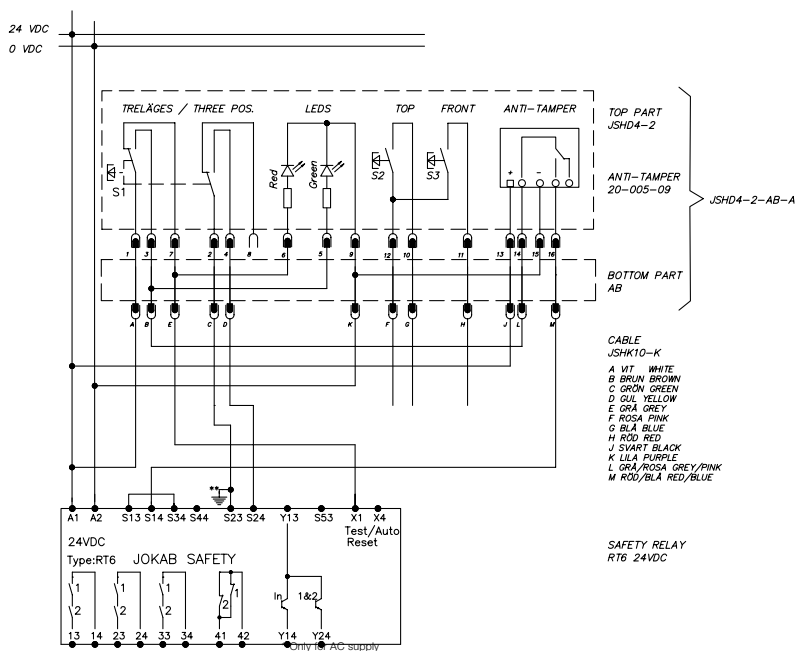 24 VDC
0 VDC
TRELÄGES / THREE POS.
LEDS
TOP
FRONT
ANTI-TAMPER
TOP PART
JSHD4-2
ANTI-TAMPER
20-005-09
JSHD4-2-AB-A
Red
Green
S1
S2
S3
+
-
1 3 7 2 4 8 6 5 9 12 10 11 13 14 15 16
BOTTOM PART
AB
A B E C D K F G H J L M
CABLE
JSHK10-K
A VIT WHITE
B BRUN BROWN
C GRÖN GREEN
D GUL YELLOW
E GRÅ GREY
F ROSA PINK
G BLÅ BLUE
H RÖD RED
J SVART BLACK
K LILA PURPLE
L GRÅ/ROSA GREY/PINK
M RÖD/BLÅ RED/BLUE
**
A1 A2 S13 S14 S34 S44 S23 S24 Y13 S53 X1 X4
Test/Auto
Reset
24VDC
Type:RT6 JOKAB SAFETY
SAFETY RELAY
RT6 24VDC
1 1 1 1
2 2 2 2
In 1&2
13 14 23 24 33 34 41 42 Y14 Y24
Only for AC supply